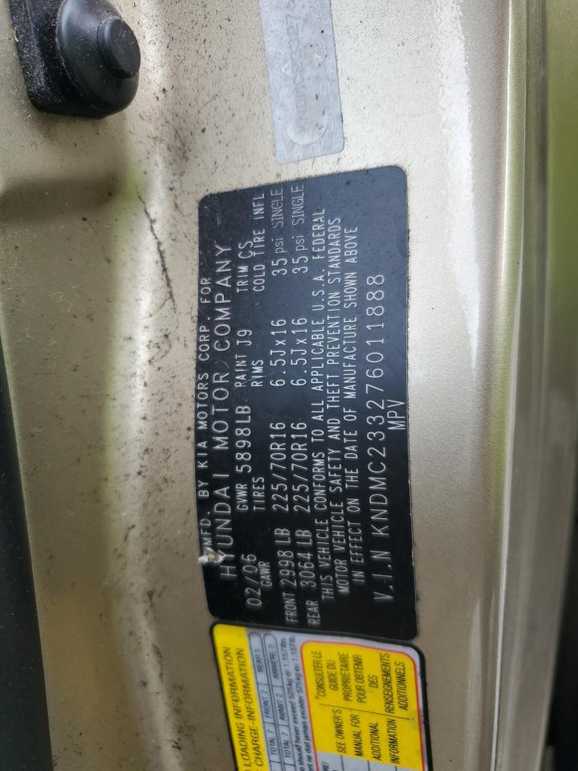 MFD. BY KIA MOTORS CORP. FOR
HYUNDAI MOTOR COMPANY
02/06 GVWR 5898LB PAINT J9 TRIM CS
GAWR TIRES RIMS COLD TIRE INFL
FRONT 2998 LB 225/70R16 6.5Jx16 35 psi SINGLE
REAR 3064 LB 225/70R16 6.5Jx16 35 psi SINGLE
THIS VEHICLE CONFORMS TO ALL APPLICABLE U.S.A. FEDERAL
MOTOR VEHICLE SAFETY AND THEFT PREVENTION STANDARDS
IN EFFECT ON THE DATE OF MANUFACTURE SHOWN ABOVE
V.I.N KNDMC233276011888
MPV
LOADING INFORMATION
CHARGE-INFORMATION
SEE OWNER'S
MANUAL FOR
ADDITIONAL
INFORMATION
CONSULTER LE
GUIDE DU
PROPRIETAIRE
POUR OBTENIR
DES
RENSEIGNEMENTS
ADDITIONNELS